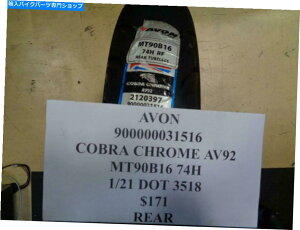 輸入バイクパーツ専門ショップ
AVON
MT90B16
74H RF
REAR TUBELESS
COBRA CHROME
AV92
2120397
AVON
900000031516
COBRA CHROME AV92
MT90B16 74H
1/21 DOT 3518
$171
REAR